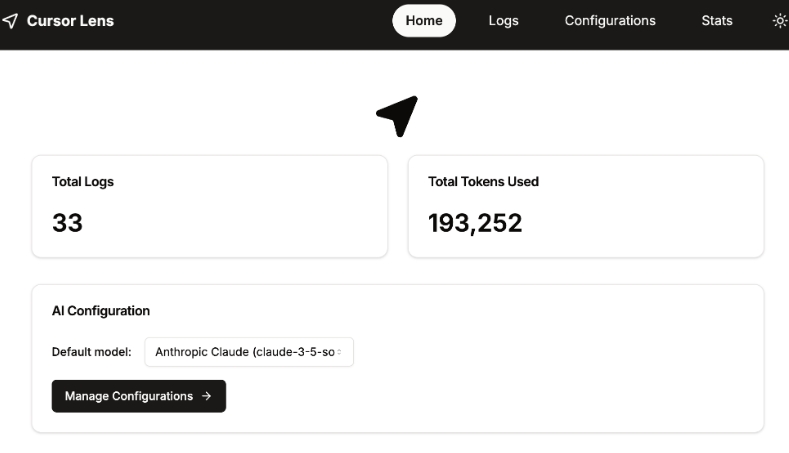 Cursor Lens
Home
Logs
Configurations
Stats
Total Logs
33
Total Tokens Used
193,252
AI Configuration
Default model:
Anthropic Claude (claude-3-5-so
Manage Configurations